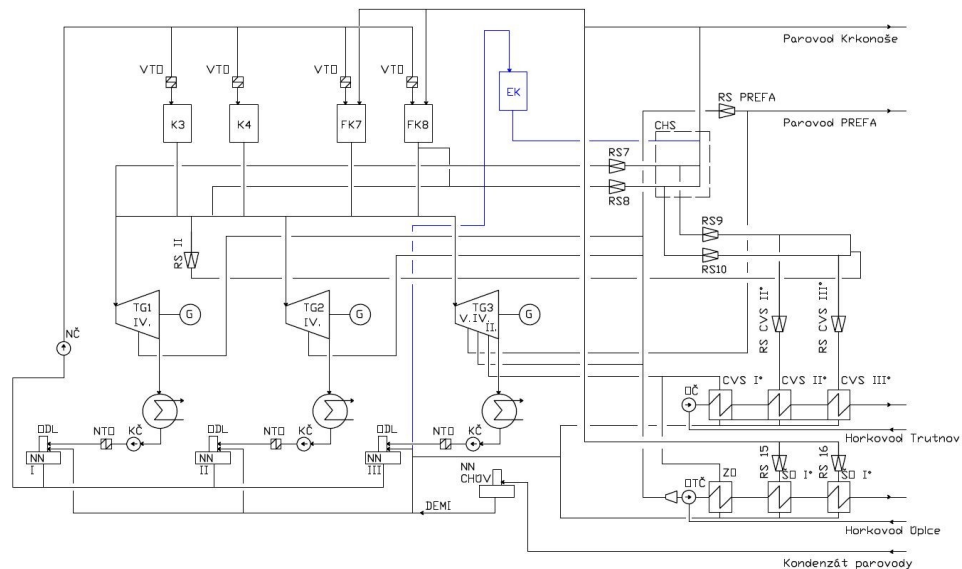 Parovod Krkonoše
VTO
VTO
VTO
VTO
EK
RS PREFA
K3
K4
FK7
FK8
Parovod PREFA
CHS
RS7
RS8
RS9
RS10
RS II
TG1
IV.
G
TG2
IV.
G
TG3
V. IV.
II.
G
RS CVS II°
RS CVS III°
NČ
CVS I°
CVS II°
CVS III°
OČ
ODL
NTO
KČ
ODL
NTO
KČ
ODL
NTO
KČ
Horkovod Trutnov
NN
I
NN
II
NN
III
NN
CHÚV
RS 15
RS 16
ZO
ŠO I°
ŠO I°
OTČ
DEMI
Horkovod Úpice
Kondenzát parovody